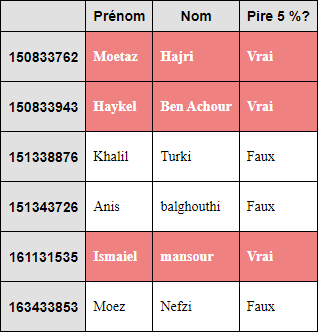 Prénom Nom Pire 5 %?
150833762 Moetaz Hajri Vrai
150833943 Haykel Ben Achour Vrai
151338876 Khalil Turki Faux
151343726 Anis balghouthi Faux
161131535 Ismaiel mansour Vrai
163433853 Moez Nefzi Faux